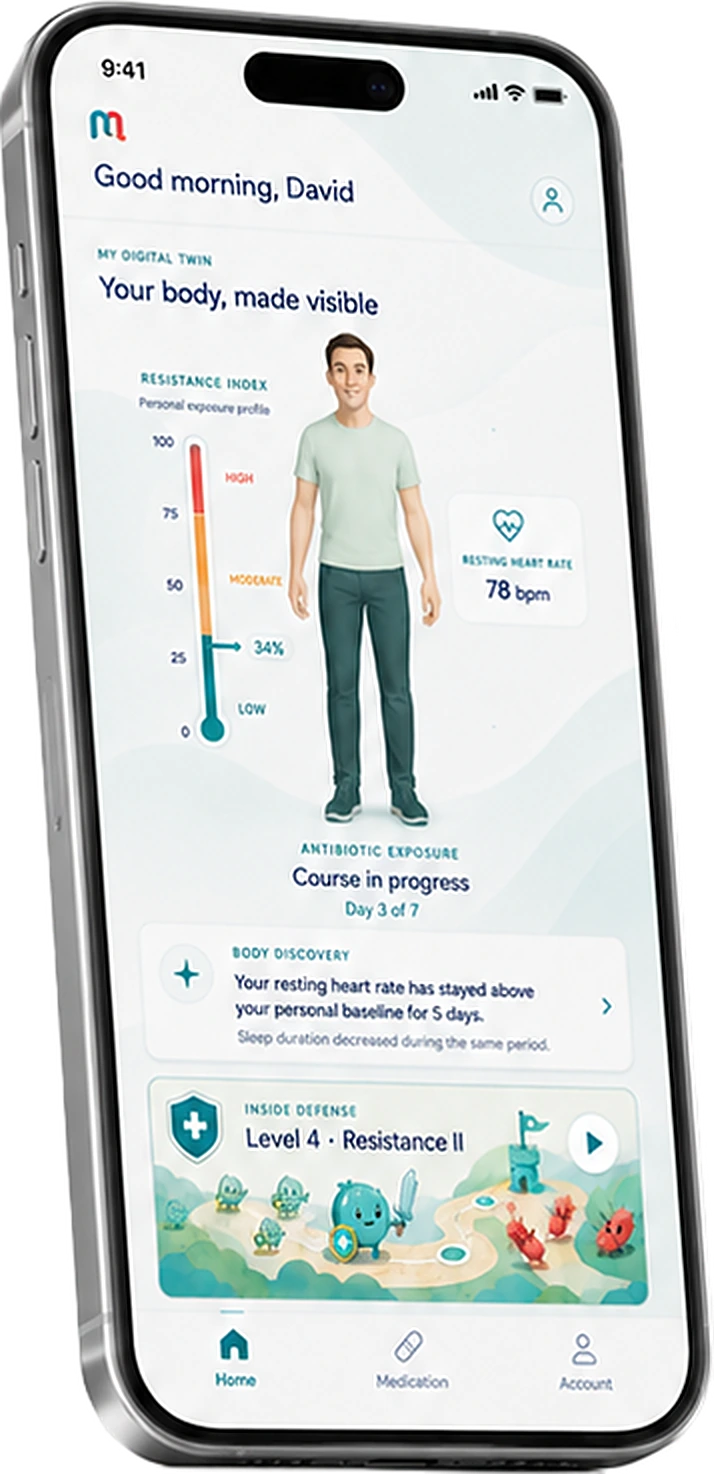 9:41
Good morning, David
MY DIGITAL TWIN
Your body, made visible
RESISTANCE INDEX
Personal exposure profile
100
HIGH
75
50
MODERATE
34%
25
LOW
0
RESTING HEART RATE
78 bpm
ANTIBIOTIC EXPOSURE
Course in progress
Day 3 of 7
BODY DISCOVERY
Your resting heart rate has stayed above
your personal baseline for 5 days.
Sleep duration decreased during the same period.
INSIDE DEFENSE
Level 4 · Resistance II
Home
Medication
Account